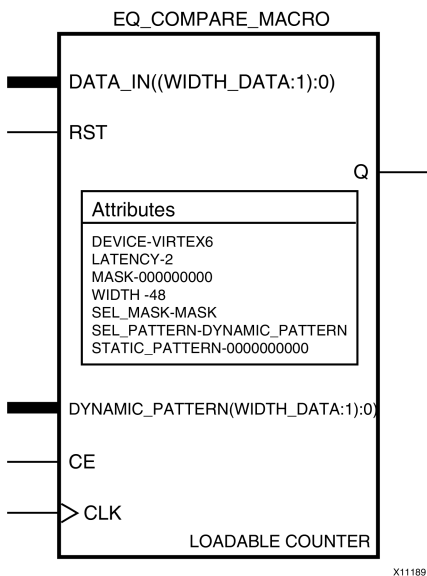 EQ_COMPARE_MACRO
DATA_IN((WIDTH_DATA:1):0)
RST
Q
Attributes
DEVICE-VIRTEX6
LATENCY-2
MASK-000000000
WIDTH -48
SEL_MASK-MASK
SEL_PATTERN-DYNAMIC_PATTERN
STATIC_PATTERN-0000000000
DYNAMIC_PATTERN(WIDTH_DATA:1):0)
CE
CLK
LOADABLE COUNTER
X11189